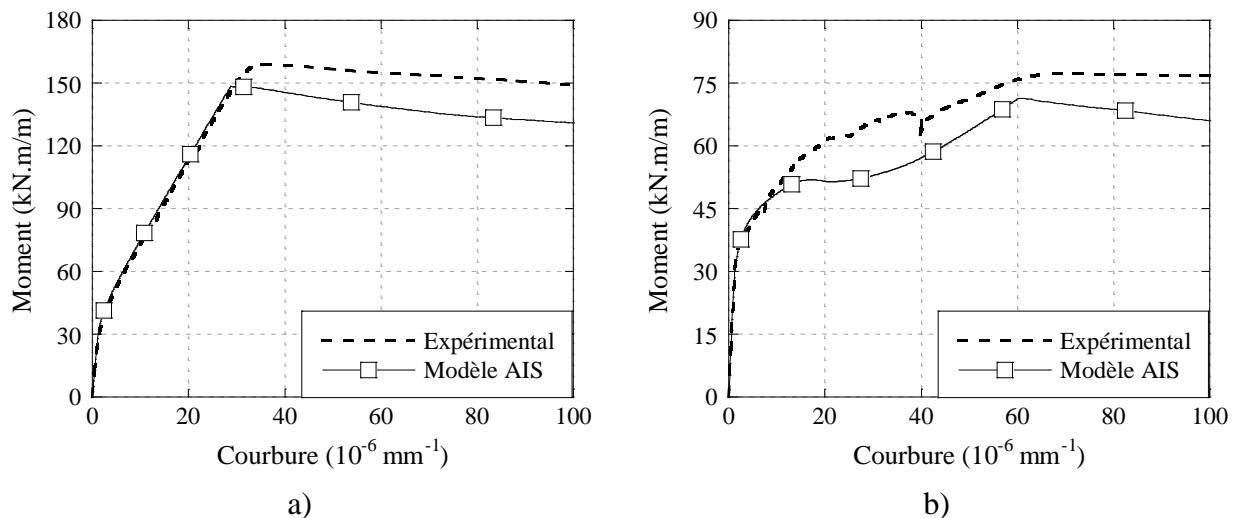 180
150
120
90
60
30
0
Moment (kN.m/m)
0 20 40 60 80 100
Courbure (10⁻⁶ mm⁻¹)
Expérimental
Modèle AIS
a)
90
75
60
45
30
15
0
Moment (kN.m/m)
0 20 40 60 80 100
Courbure (10⁻⁶ mm⁻¹)
Expérimental
Modèle AIS
b)